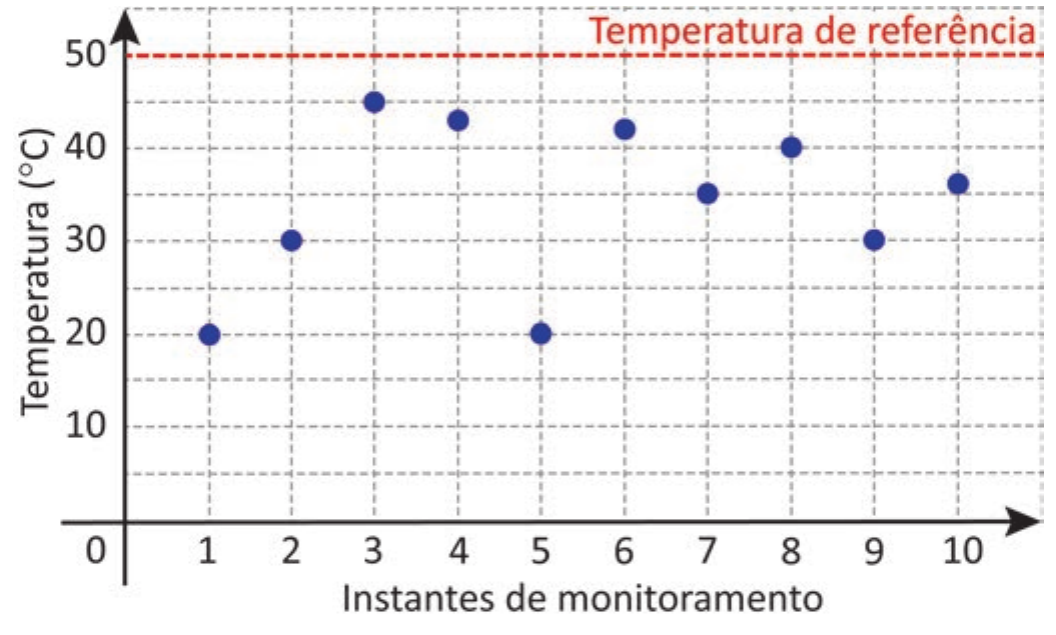 Temperatura de referência
Temperatura (°C)
50
40
30
20
10
0 1 2 3 4 5 6 7 8 9 10
Instantes de monitoramento